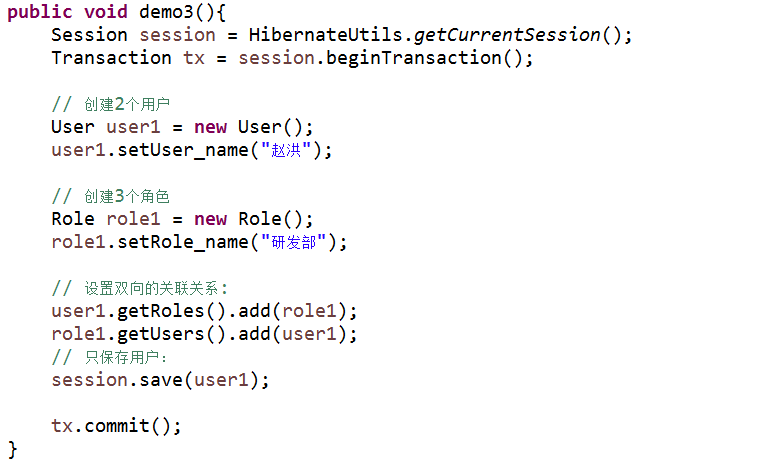 public void demo3(){
Session session = HibernateUtils.getCurrentSession();
Transaction tx = session.beginTransaction();
// 创建2个用户
User user1 = new User();
user1.setUser_name("赵洪");
// 创建3个角色
Role role1 = new Role();
role1.setRole_name("研发部");
// 设置双向的关联关系:
user1.getRoles().add(role1);
role1.getUsers().add(user1);
// 只保存用户:
session.save(user1);
tx.commit();
}